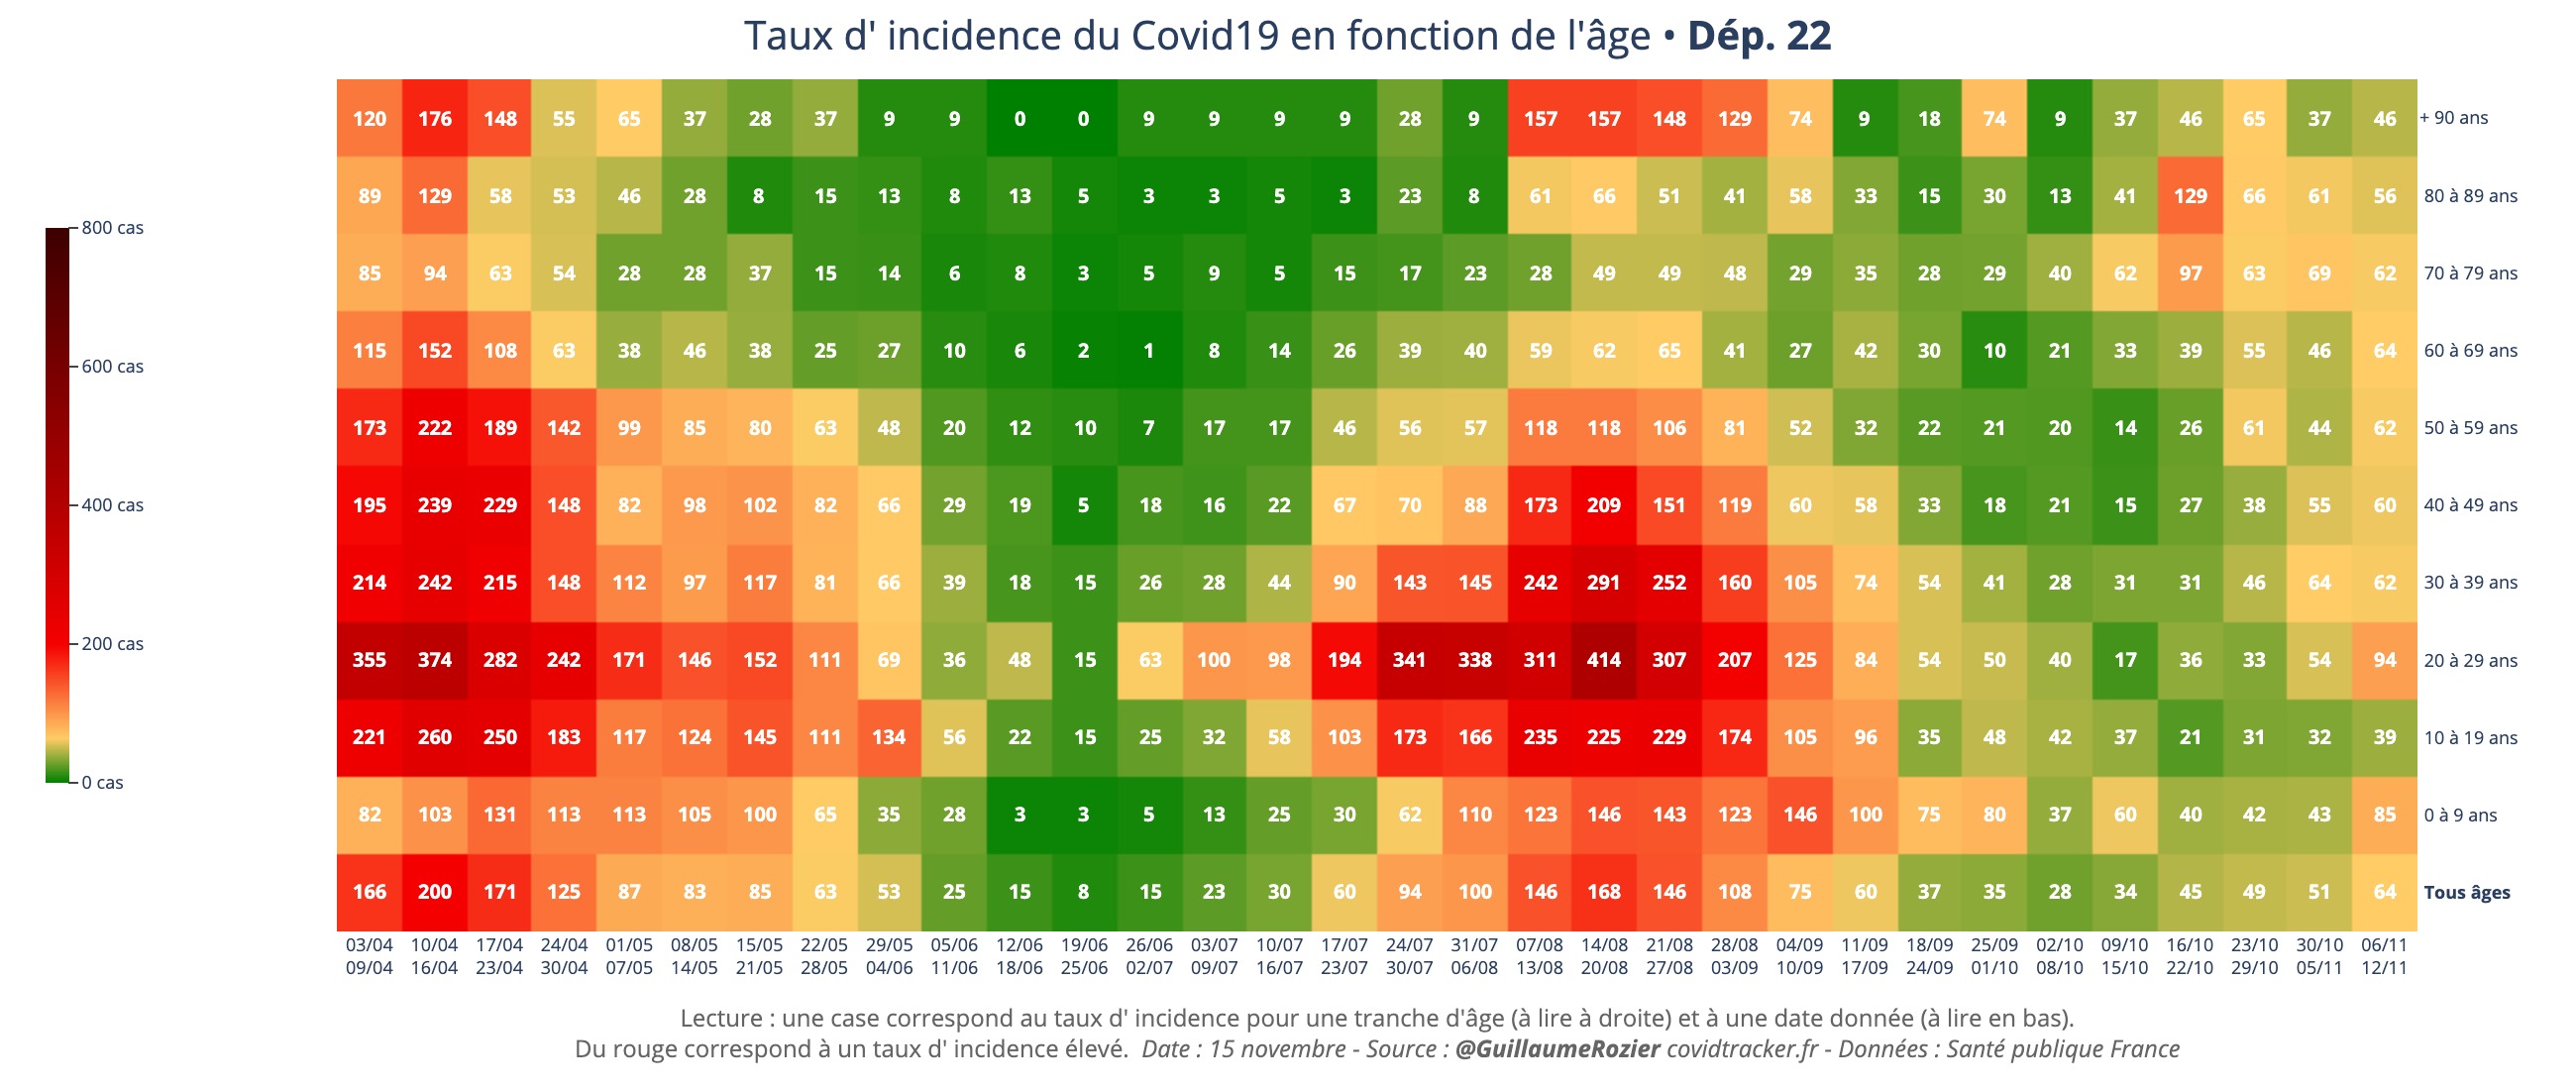 Taux d' incidence du Covid19 en fonction de l'âge • Dép. 22
120 176 148 55 65 37 28 37 9 9 0 0 9 9 9 9 28 9 157 157 148 129 74 9 18 74 9 37 46 65 37 46 + 90 ans
89 129 58 53 46 28 8 15 13 8 13 5 3 3 5 3 23 8 61 66 51 41 58 33 15 30 13 41 129 66 61 56 80 à 89 ans
85 94 63 54 28 28 37 15 14 6 8 3 5 9 5 15 17 23 28 49 49 48 29 35 28 29 40 62 97 63 69 62 70 à 79 ans
115 152 108 63 38 46 38 25 27 10 6 2 1 8 14 26 39 40 59 62 65 41 27 42 30 10 21 33 39 55 46 64 60 à 69 ans
173 222 189 142 99 85 80 63 48 20 12 10 7 17 17 46 56 57 118 118 106 81 52 32 22 21 20 14 26 61 44 62 50 à 59 ans
195 239 229 148 82 98 102 82 66 29 19 5 18 16 22 67 70 88 173 209 151 119 60 58 33 18 21 15 27 38 55 60 40 à 49 ans
214 242 215 148 112 97 117 81 66 39 18 15 26 28 44 90 143 145 242 291 252 160 105 74 54 41 28 31 31 46 64 62 30 à 39 ans
355 374 282 242 171 146 152 111 69 36 48 15 63 100 98 194 341 338 311 414 307 207 125 84 54 50 40 17 36 33 54 94 20 à 29 ans
221 260 250 183 117 124 145 111 134 56 22 15 25 32 58 103 173 166 235 225 229 174 105 96 35 48 42 37 21 31 32 39 10 à 19 ans
82 103 131 113 113 105 100 65 35 28 3 3 5 13 25 30 62 110 123 146 143 123 146 100 75 80 37 60 40 42 43 85 0 à 9 ans
166 200 171 125 87 83 85 63 53 25 15 8 15 23 30 60 94 100 146 168 146 108 75 60 37 35 28 34 45 49 51 64 Tous âges
03/04 10/04 17/04 24/04 01/05 08/05 15/05 22/05 29/05 05/06 12/06 19/06 26/06 03/07 10/07 17/07 24/07 31/07 07/08 14/08 21/08 28/08 04/09 11/09 18/09 25/09 02/10 09/10 16/10 23/10 30/10 06/11
09/04 16/04 23/04 30/04 07/05 14/05 21/05 28/05 04/06 11/06 18/06 25/06 02/07 09/07 16/07 23/07 30/07 06/08 13/08 20/08 27/08 03/09 10/09 17/09 24/09 01/10 08/10 15/10 22/10 29/10 05/11 12/11
800 cas
600 cas
400 cas
200 cas
0 cas
Lecture : une case correspond au taux d' incidence pour une tranche d'âge (à lire à droite) et à une date donnée (à lire en bas).
Du rouge correspond à un taux d' incidence élevé. Date : 15 novembre - Source : @GuillaumeRozier covidtracker.fr - Données : Santé publique France